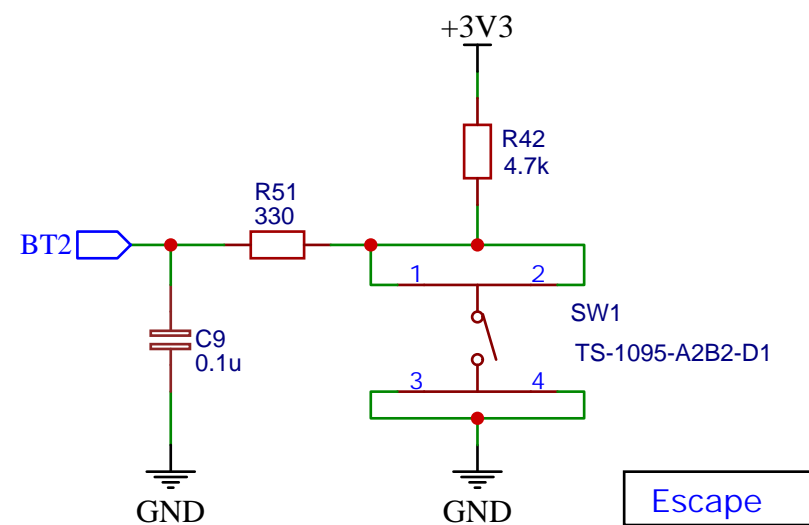 +3V3
R42
4.7k
R51
330
BT2
1 2
SW1
TS-1095-A2B2-D1
C9
0.1u
3 4
GND
GND
Escape